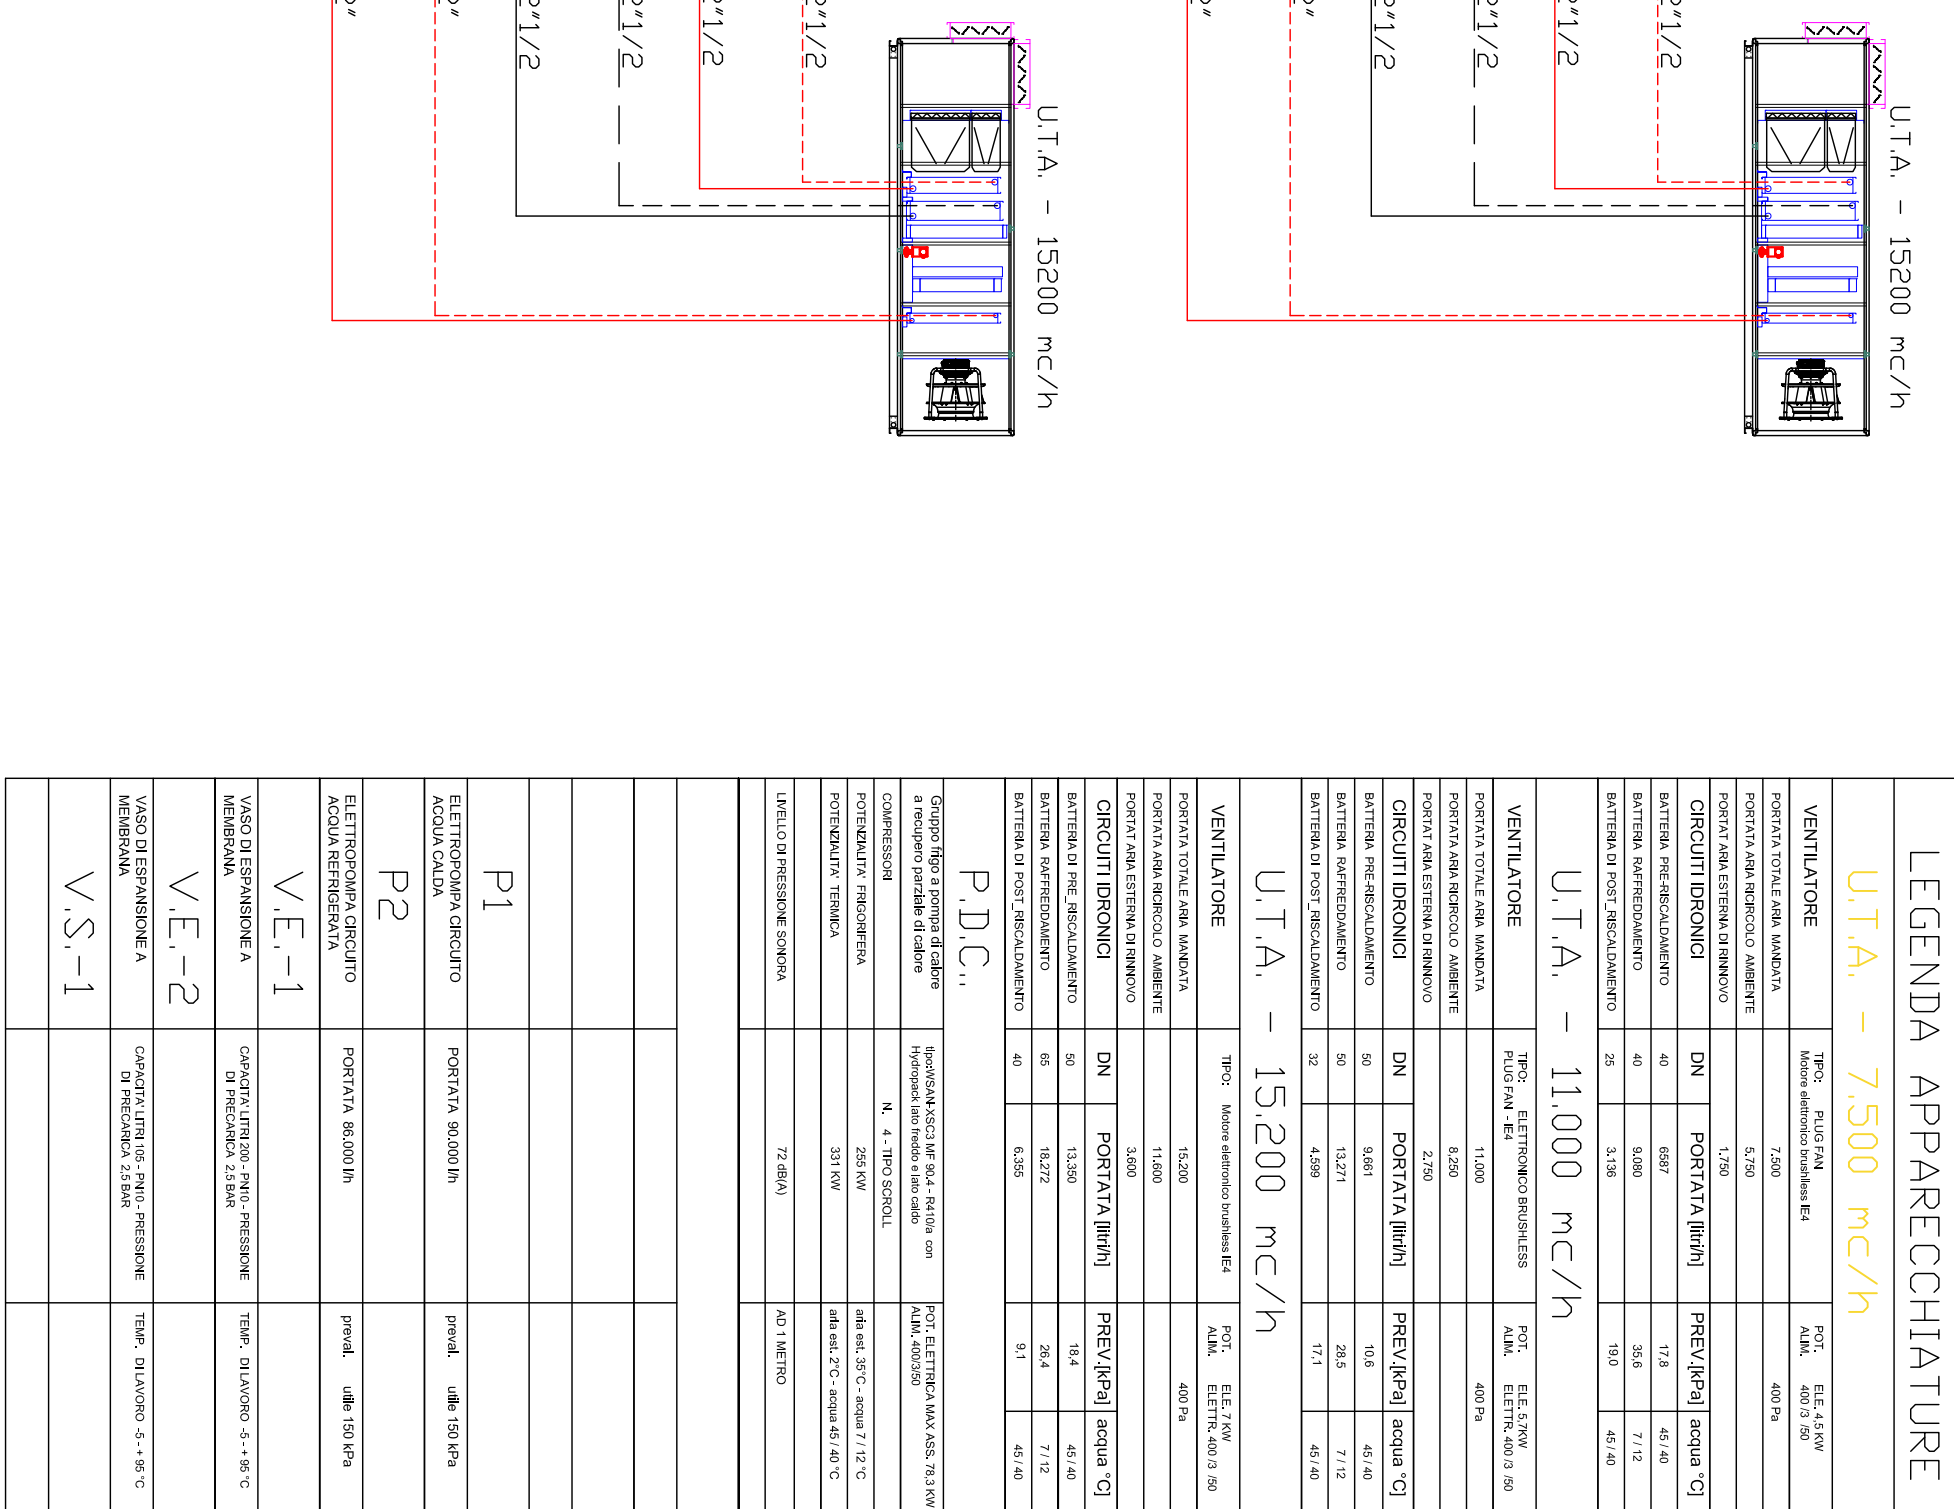 U.T.A. - 15200 mc/h
2"1/2
2"1/2
2"1/2
2"1/2
U.T.A. - 15200 mc/h
2"1/2
2"1/2
2"1/2
2"1/2
LEGENDA APPARECCHIATURE
U.T.A. - 7.500 mc/h
VENTILATORE TIPO: PLUG FAN POT. ELE. 4,5 KW
Motore elettronico brushless IE4 ALIM. 400 /3 /50
PORTATA TOTALE ARIA MANDATA 7.500 400 Pa
PORTATA ARIA RICIRCOLO AMBIENTE 5.750
PORTAT ARIA ESTERNA DI RINNOVO 1.750
CIRCUITI IDRONICI DN PORTATA [litri/h] PREV.[kPa] acqua °C]
BATTERIA PRE-RISCALDAMENTO 40 6587 17,8 45 / 40
BATTERIA RAFFREDDAMENTO 40 9.080 35,6 7 / 12
BATTERIA DI POST_RISCALDAMENTO 25 3.136 19,0 45 / 40
U.T.A. - 11.000 mc/h
VENTILATORE TIPO: ELETTRONICO BRUSHLESS POT. ELE. 5,7KW
PLUG FAN - IE4 ALIM. ELETTR. 400 /3 /50
PORTATA TOTALE ARIA MANDATA 11.000 400 Pa
PORTATA ARIA RICIRCOLO AMBIENTE 8.250
PORTAT ARIA ESTERNA DI RINNOVO 2.750
CIRCUITI IDRONICI DN PORTATA [litri/h] PREV.[kPa] acqua °C]
BATTERIA PRE-RISCALDAMENTO 50 9.661 10,6 45 / 40
BATTERIA RAFFREDDAMENTO 50 13.271 28,5 7 / 12
BATTERIA DI POST_RISCALDAMENTO 32 4.599 17,1 45 / 40
U.T.A. - 15.200 mc/h
VENTILATORE TIPO: Motore elettronico brushless IE4 POT. ELE. 7 KW
ALIM. ELETTR. 400 /3 /50
PORTATA TOTALE ARIA MANDATA 15.200 400 Pa
PORTATA ARIA RICIRCOLO AMBIENTE 11.600
PORTAT ARIA ESTERNA DI RINNOVO 3.600
CIRCUITI IDRONICI DN PORTATA [litri/h] PREV.[kPa] acqua °C]
BATTERIA DI PRE_RISCALDAMENTO 50 13.350 18,4 45 / 40
BATTERIA RAFFREDDAMENTO 65 18.272 26,4 7 / 12
BATTERIA DI POST_RISCALDAMENTO 40 6.355 9,1 45 / 40
P.D.C..
Gruppo frigo a pompa di calore tipo:WSAN-XSC3 MF 90.4 - R410/a con POT. ELETTRICA MAX ASS. 78,3 KW
a recupero parziale di calore Hydropack lato freddo e lato caldo ALIM. 400/3/50
COMPRESSORI N. 4 - TIPO SCROLL
POTENZIALITA' FRIGORIFERA 255 KW aria est. 35°C - acqua 7 / 12 °C
POTENZIALITA' TERMICA 331 KW aria est. 2°C - acqua 45 / 40 °C
LIVELLO DI PRESSIONE SONORA 72 dB(A) AD 1 METRO
P1
ELETTROPOMPA CIRCUITO PORTATA 90.000 l/h preval. utile 150 kPa
ACQUA CALDA
P2
ELETTROPOMPA CIRCUITO PORTATA 86.000 l/h preval. utile 150 kPa
ACQUA REFRIGERATA
V.E.-1
VASO DI ESPANSIONE A CAPACITA' LITRI 200 - PN10 - PRESSIONE TEMP. DI LAVORO -5 - + 95 °C
MEMBRANA DI PRECARICA 2,5 BAR
V.E.-2
VASO DI ESPANSIONE A CAPACITA' LITRI 105 - PN10 - PRESSIONE TEMP. DI LAVORO -5 - + 95 °C
MEMBRANA DI PRECARICA 2,5 BAR
V.S.-1